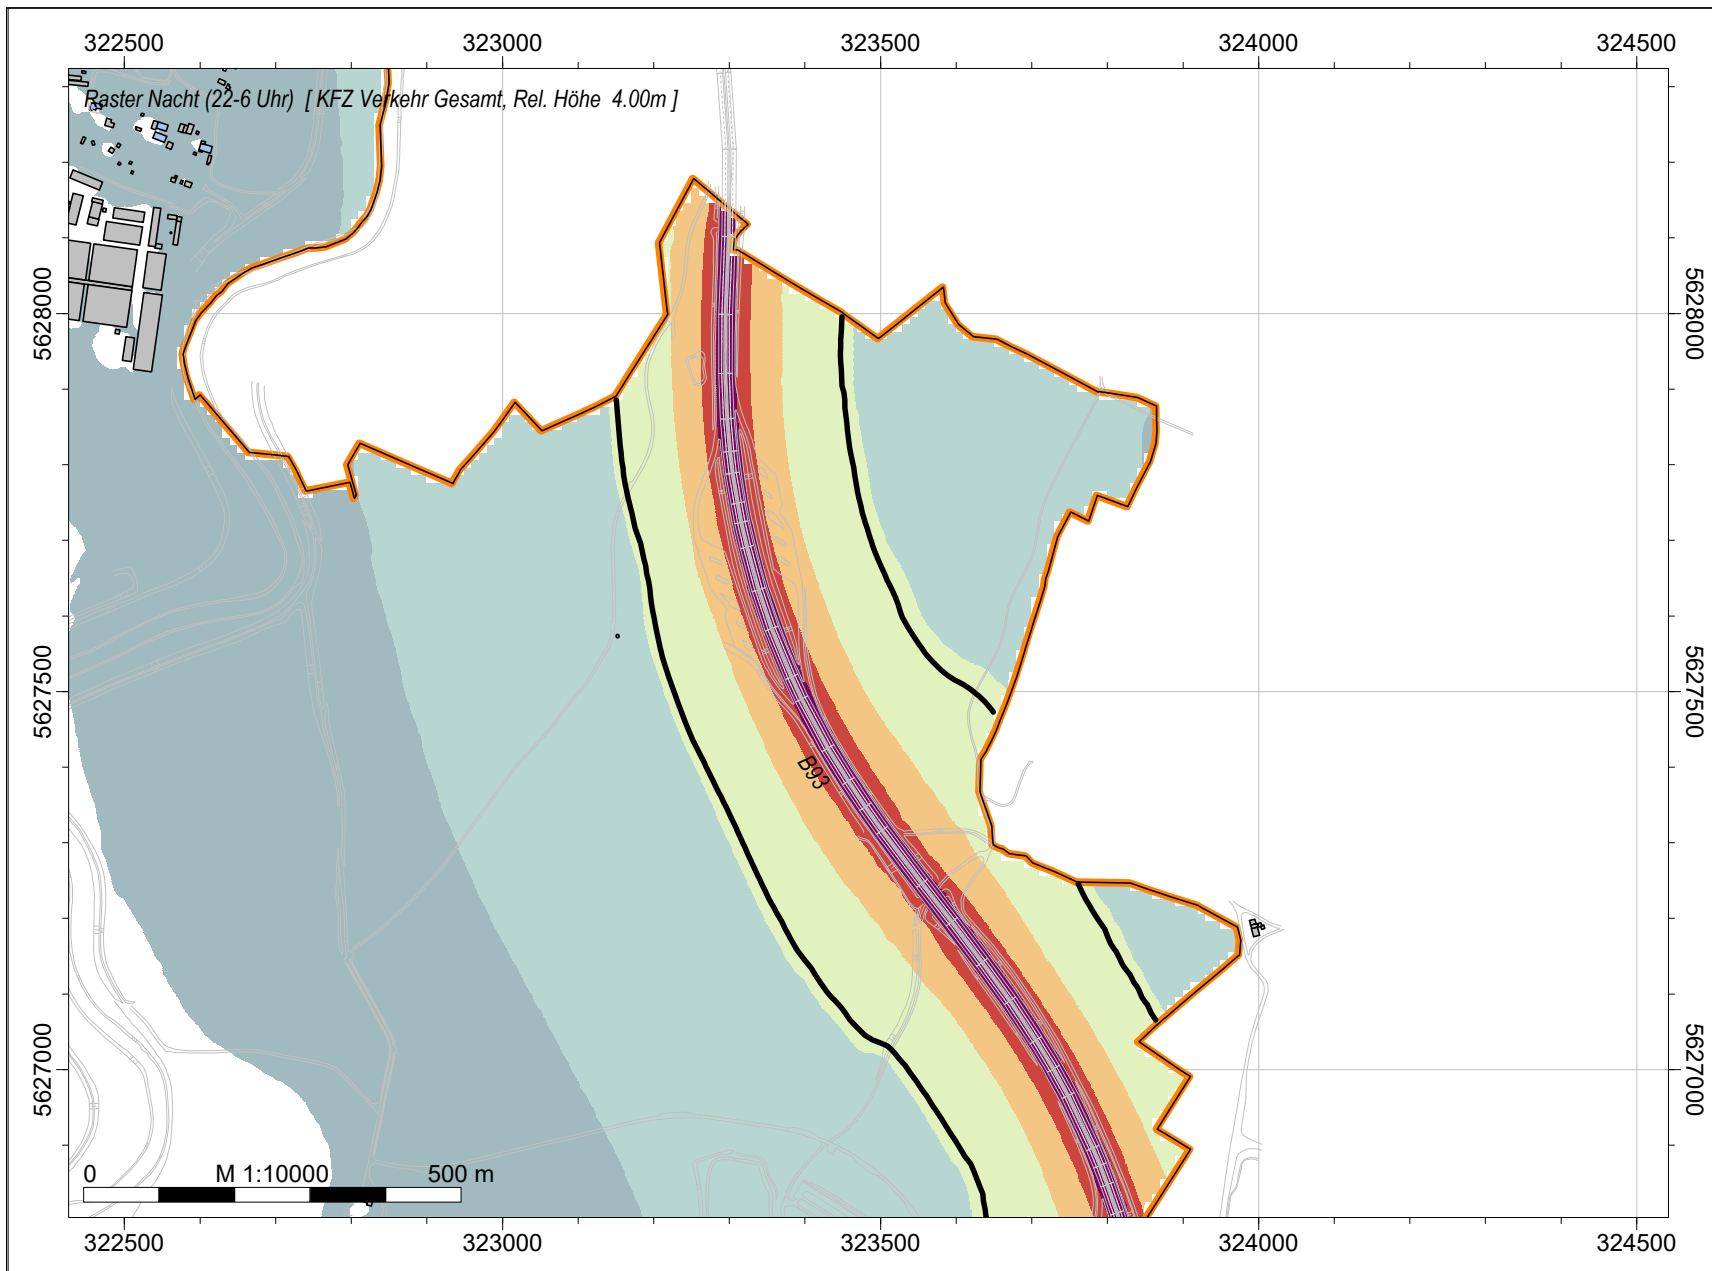 322500 323000 323500 324000 324500
Raster Nacht (22-6 Uhr) [ KFZ Verkehr Gesamt, Rel. Höhe 4.00m ]
5628000 5628000
5627500 5627500
B93
5627000 5627000
0 M 1:10000 500 m
322500 323000 323500 324000 324500